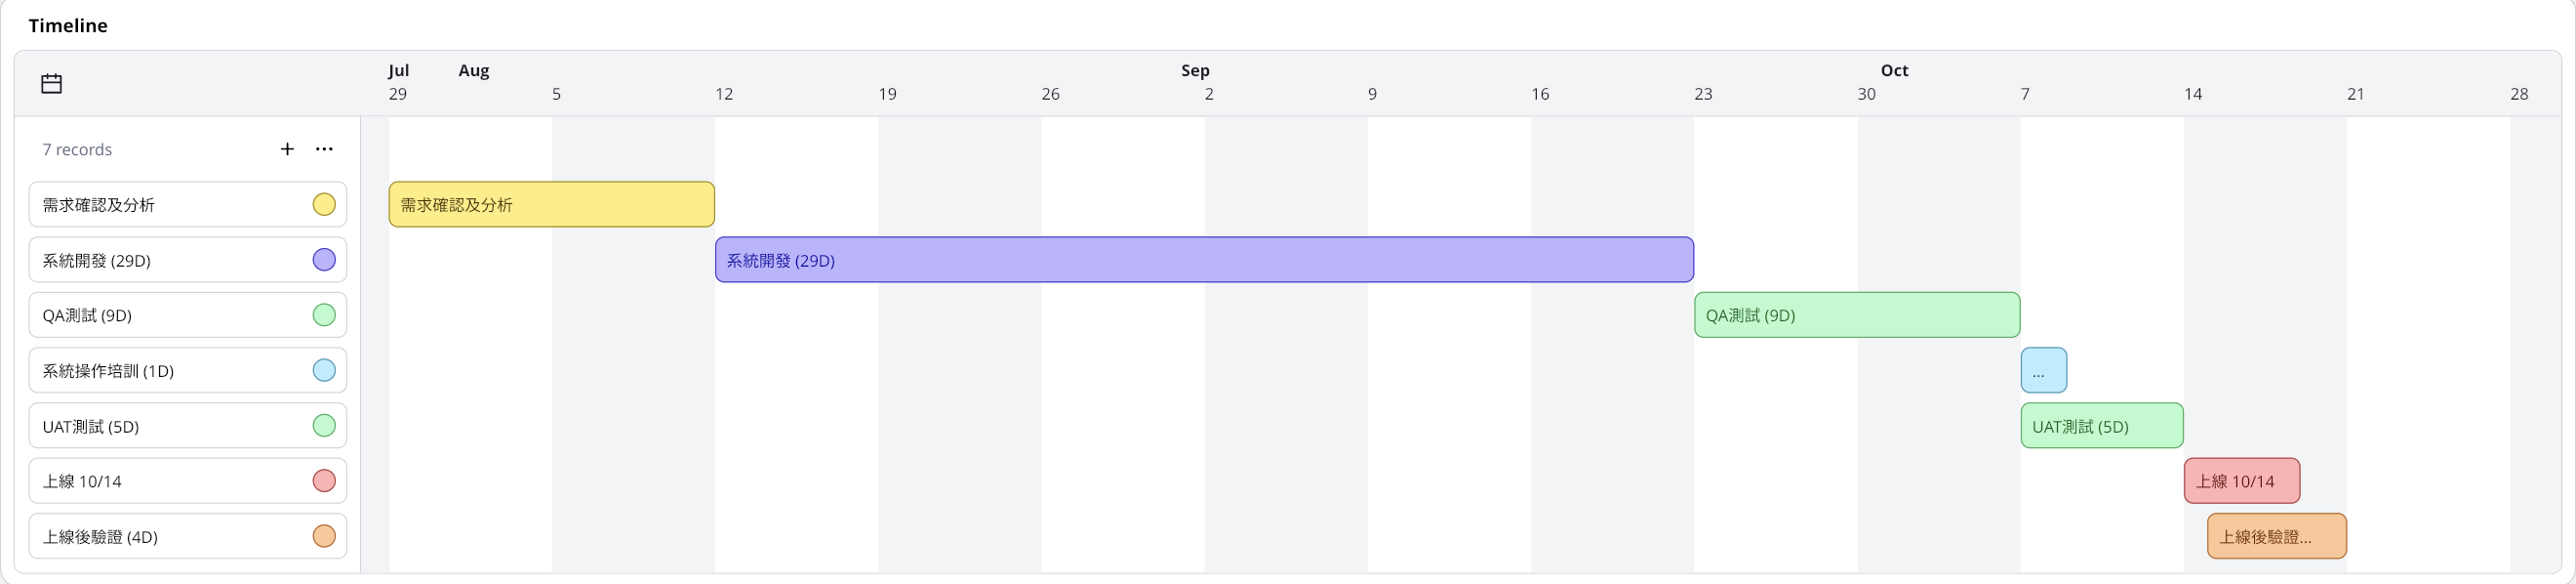 Timeline
Jul Aug Sep Oct
29 5 12 19 26 2 9 16 23 30 7 14 21 28
7 records
需求確認及分析 需求確認及分析
系統開發 (29D) 系統開發 (29D)
QA測試 (9D) QA測試 (9D)
系統操作培訓 (1D) ...
UAT測試 (5D) UAT測試 (5D)
上線 10/14 上線 10/14
上線後驗證 (4D) 上線後驗證...